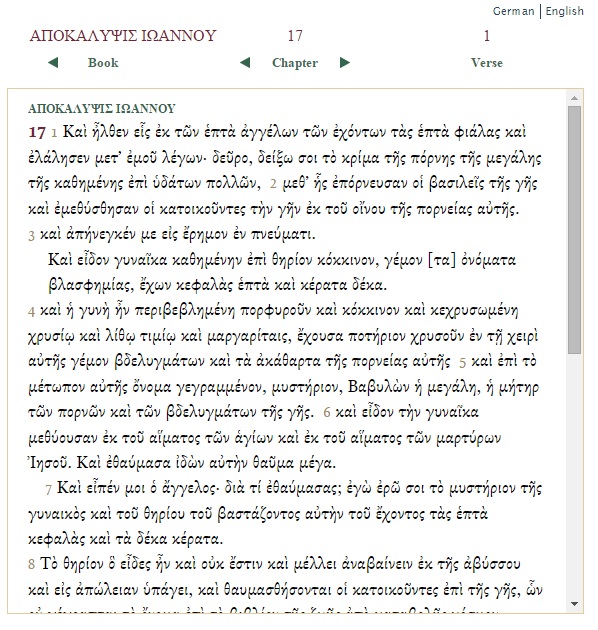 German | English
ΑΠΟΚΑΛΥΨΙΣ ΙΩΑΝΝΟΥ 17 1
Book Chapter Verse
ΑΠΟΚΑΛΥΨΙΣ ΙΩΑΝΝΟΥ
17 1 Καὶ ἦλθεν εἷς ἐκ τῶν ἑπτὰ ἀγγέλων τῶν ἐχόντων τὰς ἑπτὰ φιάλας καὶ
ἐλάλησεν μετ’ ἐμοῦ λέγων· δεῦρο, δείξω σοι τὸ κρίμα τῆς πόρνης τῆς μεγάλης
τῆς καθημένης ἐπὶ ὑδάτων πολλῶν, 2 μεθ’ ἧς ἐπόρνευσαν οἱ βασιλεῖς τῆς γῆς
καὶ ἐμεθύσθησαν οἱ κατοικοῦντες τὴν γῆν ἐκ τοῦ οἴνου τῆς πορνείας αὐτῆς.
3 καὶ ἀπήνεγκέν με εἰς ἔρημον ἐν πνεύματι.
Καὶ εἶδον γυναῖκα καθημένην ἐπὶ θηρίον κόκκινον, γέμον [τα] ὀνόματα
βλασφημίας, ἔχων κεφαλὰς ἑπτὰ καὶ κέρατα δέκα.
4 καὶ ἡ γυνὴ ἦν περιβεβλημένη πορφυροῦν καὶ κόκκινον καὶ κεχρυσωμένη
χρυσίῳ καὶ λίθῳ τιμίῳ καὶ μαργαρίταις, ἔχουσα ποτήριον χρυσοῦν ἐν τῇ χειρὶ
αὐτῆς γέμον βδελυγμάτων καὶ τὰ ἀκάθαρτα τῆς πορνείας αὐτῆς 5 καὶ ἐπὶ τὸ
μέτωπον αὐτῆς ὄνομα γεγραμμένον, μυστήριον, Βαβυλὼν ἡ μεγάλη, ἡ μήτηρ
τῶν πορνῶν καὶ τῶν βδελυγμάτων τῆς γῆς. 6 καὶ εἶδον τὴν γυναῖκα
μεθύουσαν ἐκ τοῦ αἵματος τῶν ἁγίων καὶ ἐκ τοῦ αἵματος τῶν μαρτύρων
Ἰησοῦ. Καὶ ἐθαύμασα ἰδὼν αὐτὴν θαῦμα μέγα.
7 Καὶ εἶπέν μοι ὁ ἄγγελος· διὰ τί ἐθαύμασας; ἐγὼ ἐρῶ σοι τὸ μυστήριον τῆς
γυναικὸς καὶ τοῦ θηρίου τοῦ βαστάζοντος αὐτὴν τοῦ ἔχοντος τὰς ἑπτὰ
κεφαλὰς καὶ τὰ δέκα κέρατα.
8 Τὸ θηρίον ὃ εἶδες ἦν καὶ οὐκ ἔστιν καὶ μέλλει ἀναβαίνειν ἐκ τῆς ἀβύσσου
καὶ εἰς ἀπώλειαν ὑπάγει, καὶ θαυμασθήσονται οἱ κατοικοῦντες ἐπὶ τῆς γῆς, ὧν